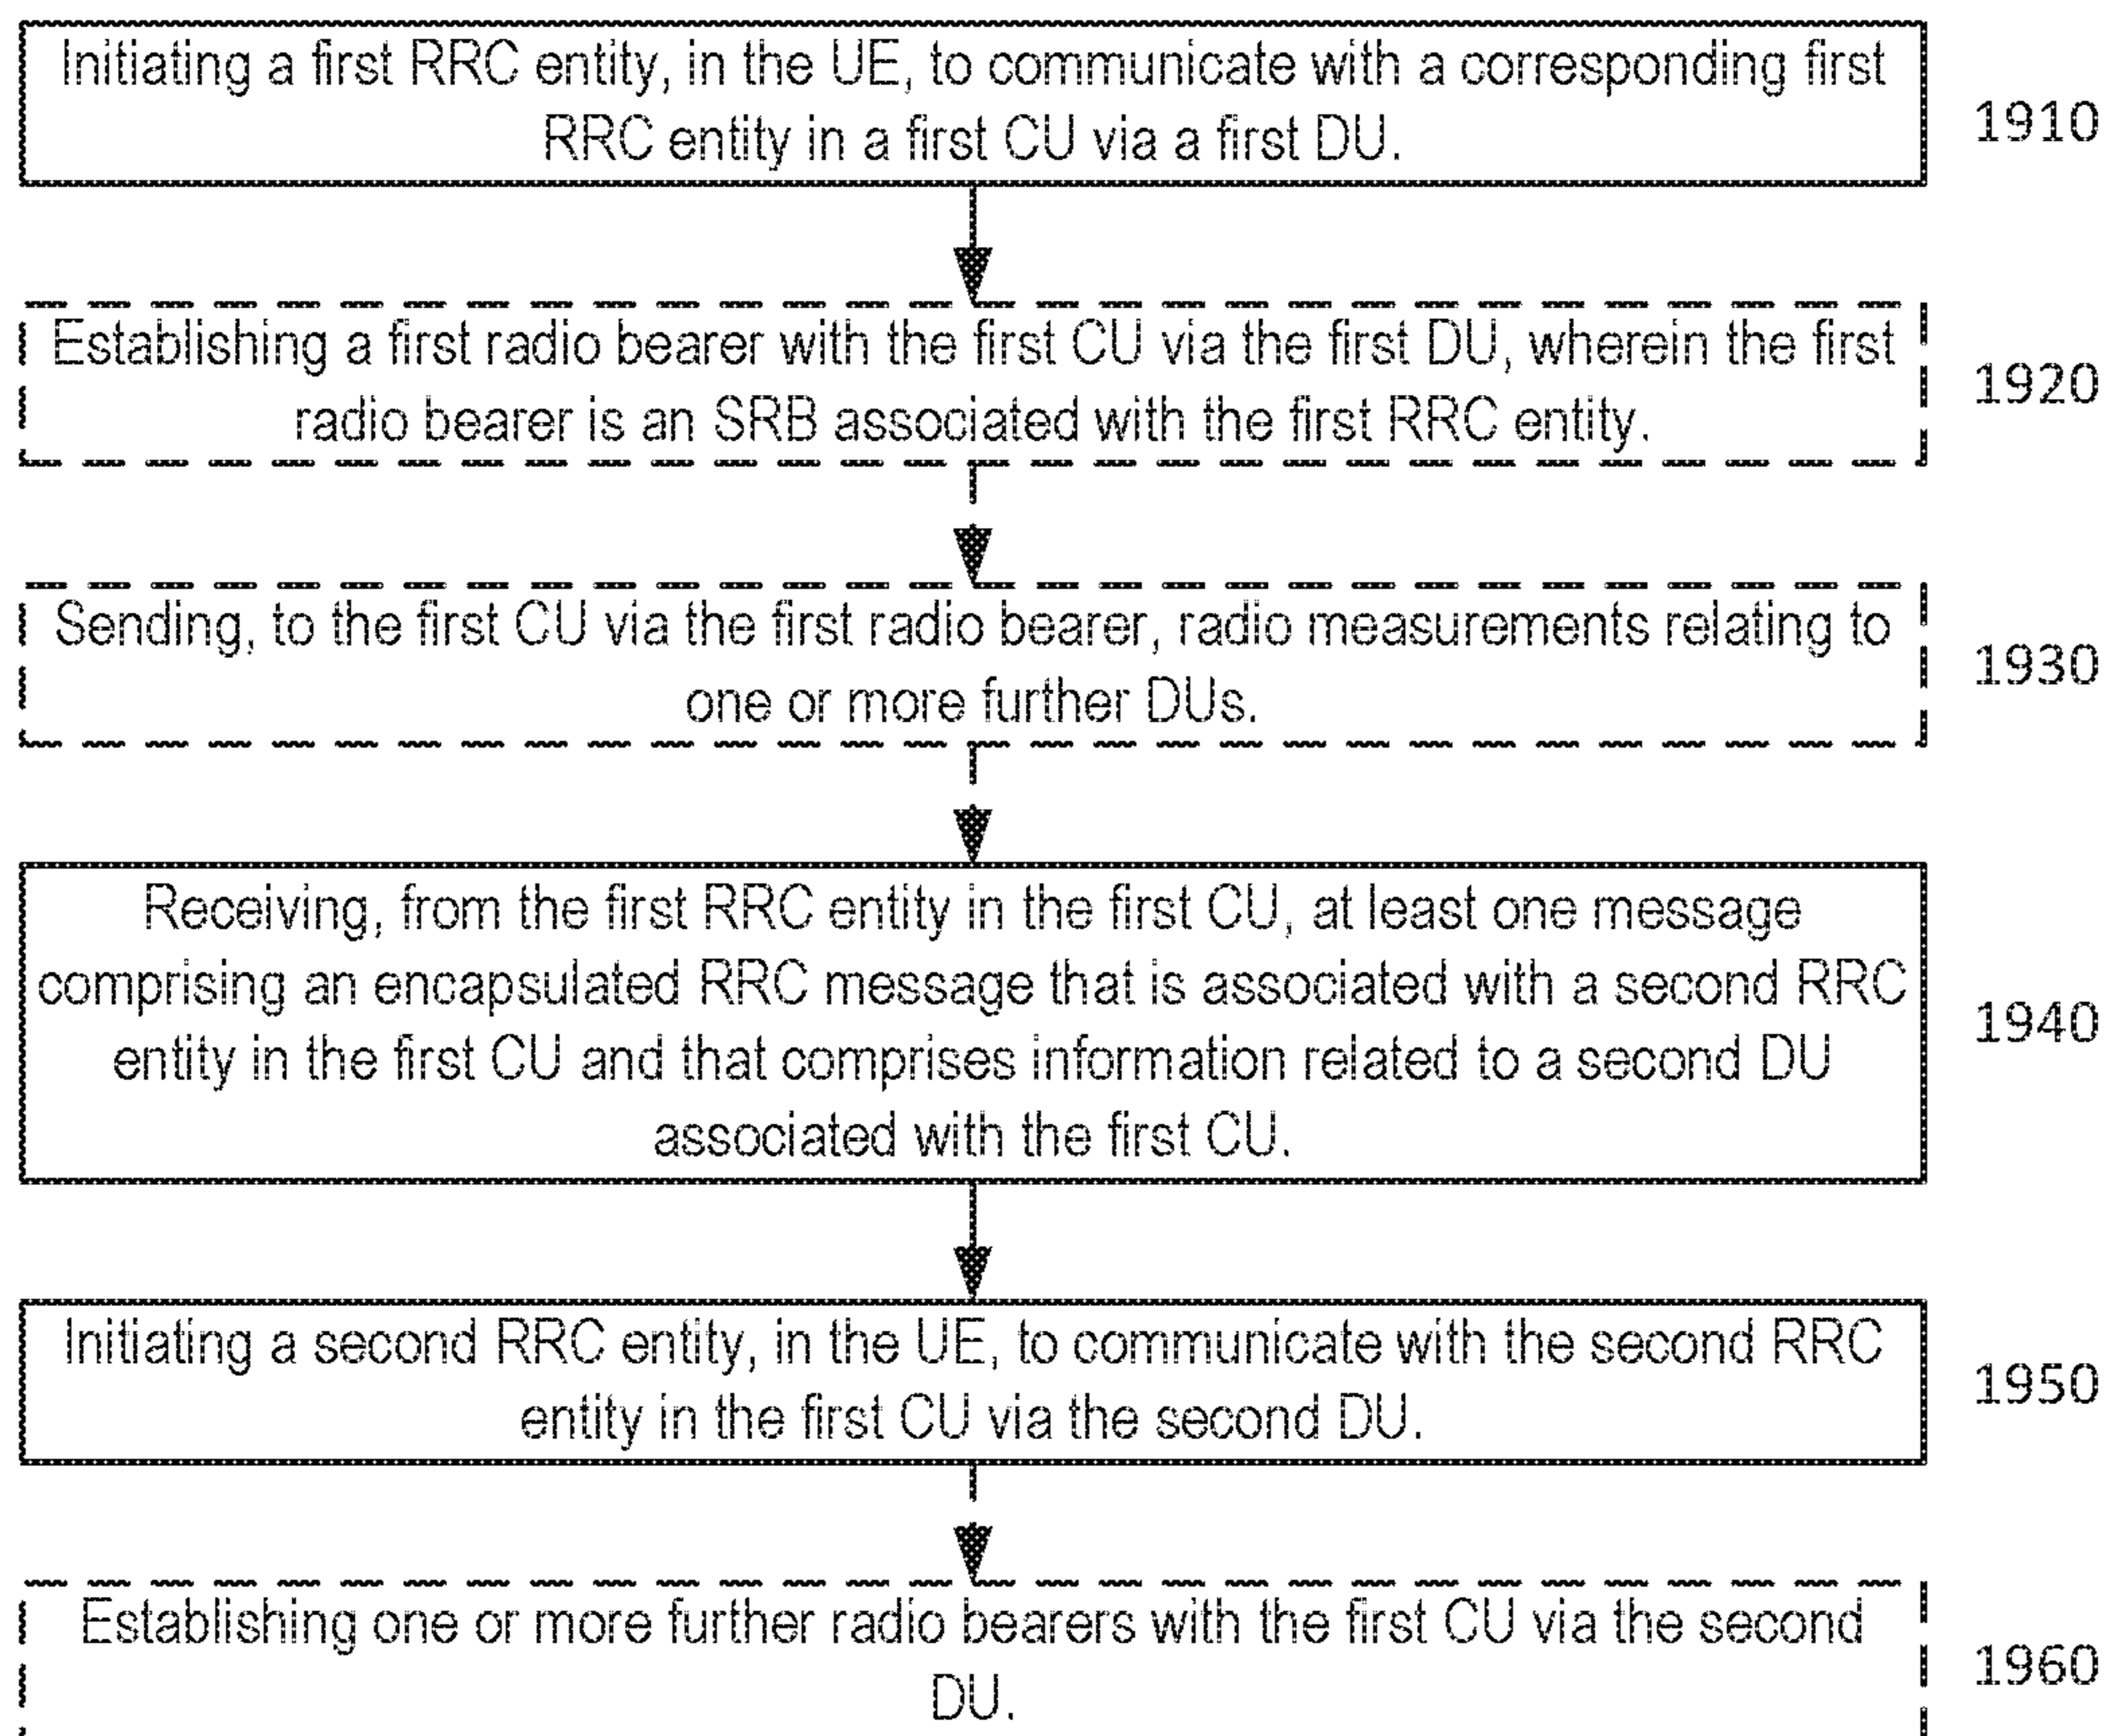 Initiating a first RRC entity, in the UE, to communicate with a corresponding first
RRC entity in a first CU via a first DU.
1910
Establishing a first radio bearer with the first CU via the first DU, wherein the first
radio bearer is an SRB associated with the first RRC entity.
1920
Sending, to the first CU via the first radio bearer, radio measurements relating to
one or more further DUs.
1930
Receiving, from the first RRC entity in the first CU, at least one message
comprising an encapsulated RRC message that is associated with a second RRC
entity in the first CU and that comprises information related to a second DU
associated with the first CU.
1940
Initiating a second RRC entity, in the UE, to communicate with the second RRC
entity in the first CU via the second DU.
1950
Establishing one or more further radio bearers with the first CU via the second
DU.
1960